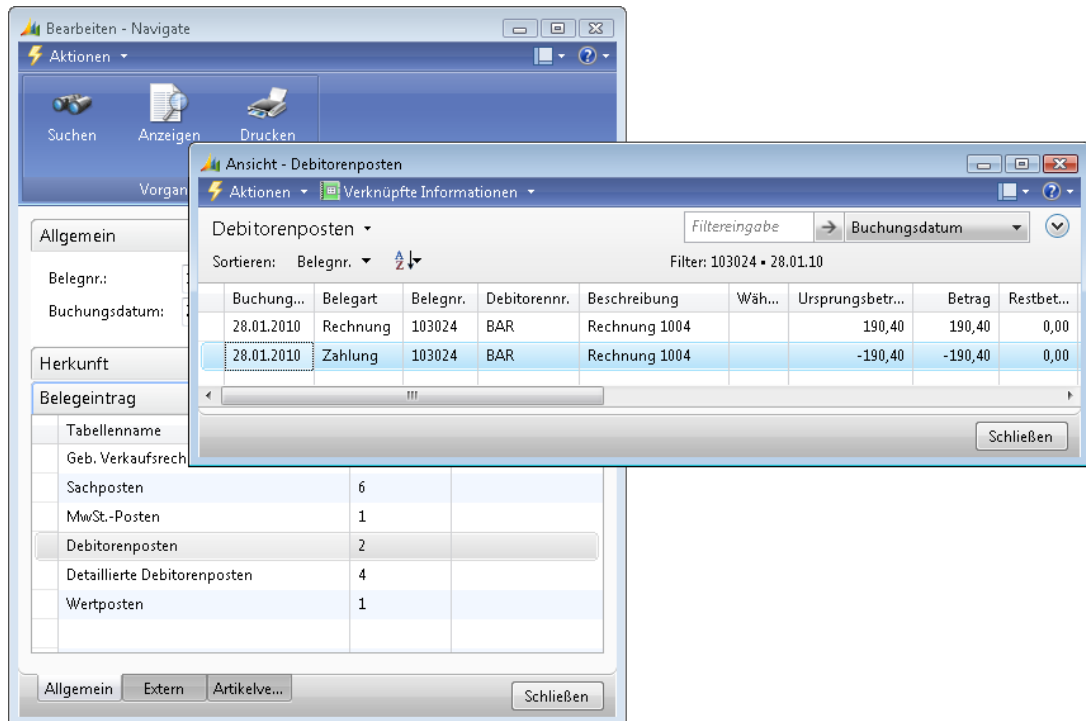 Bearbeiten - Navigate
Aktionen
Suchen Anzeigen Drucken
Allgemein
Belegnr.:
Buchungsdatum:
Herkunft
Belegeintrag
Tabellenname
Geb. Verkaufsrech
Sachposten 6
MwSt.-Posten 1
Debitorenposten 2
Detaillierte Debitorenposten 4
Wertposten 1
Allgemein Extern Artikelve... Schließen
Ansicht - Debitorenposten
Aktionen Verknüpfte Informationen
Debitorenposten Filtereingabe Buchungsdatum
Sortieren: Belegnr. Filter: 103024 • 28.01.10
Buchung... Belegart Belegnr. Debitorennr. Beschreibung Wäh... Ursprungsbetr... Betrag Restbet...
28.01.2010 Rechnung 103024 BAR Rechnung 1004 190,40 190,40 0,00
28.01.2010 Zahlung 103024 BAR Rechnung 1004 -190,40 -190,40 0,00
Schließen